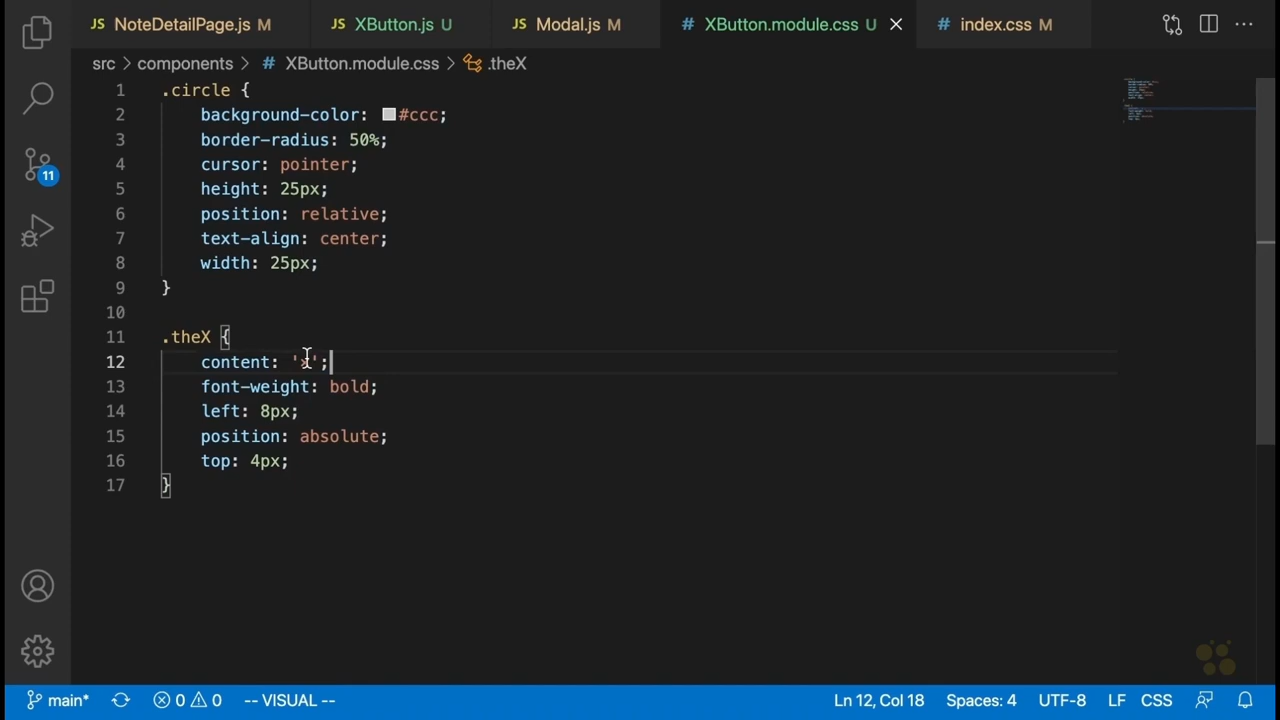 JS NoteDetailPage.js M JS XButton.js U JS Modal.js M # XButton.module.css U # index.css M ···
src > components > # XButton.module.css > .theX
1 .circle {
2 background-color: #ccc;
3 border-radius: 50%;
4 cursor: pointer;
5 height: 25px;
6 position: relative;
7 text-align: center;
8 width: 25px;
9 }
10
11 .theX {
12 content: 'x';
13 font-weight: bold;
14 left: 8px;
15 position: absolute;
16 top: 4px;
17 }
11
main* 0 0 -- VISUAL -- Ln 12, Col 18 Spaces: 4 UTF-8 LF CSS